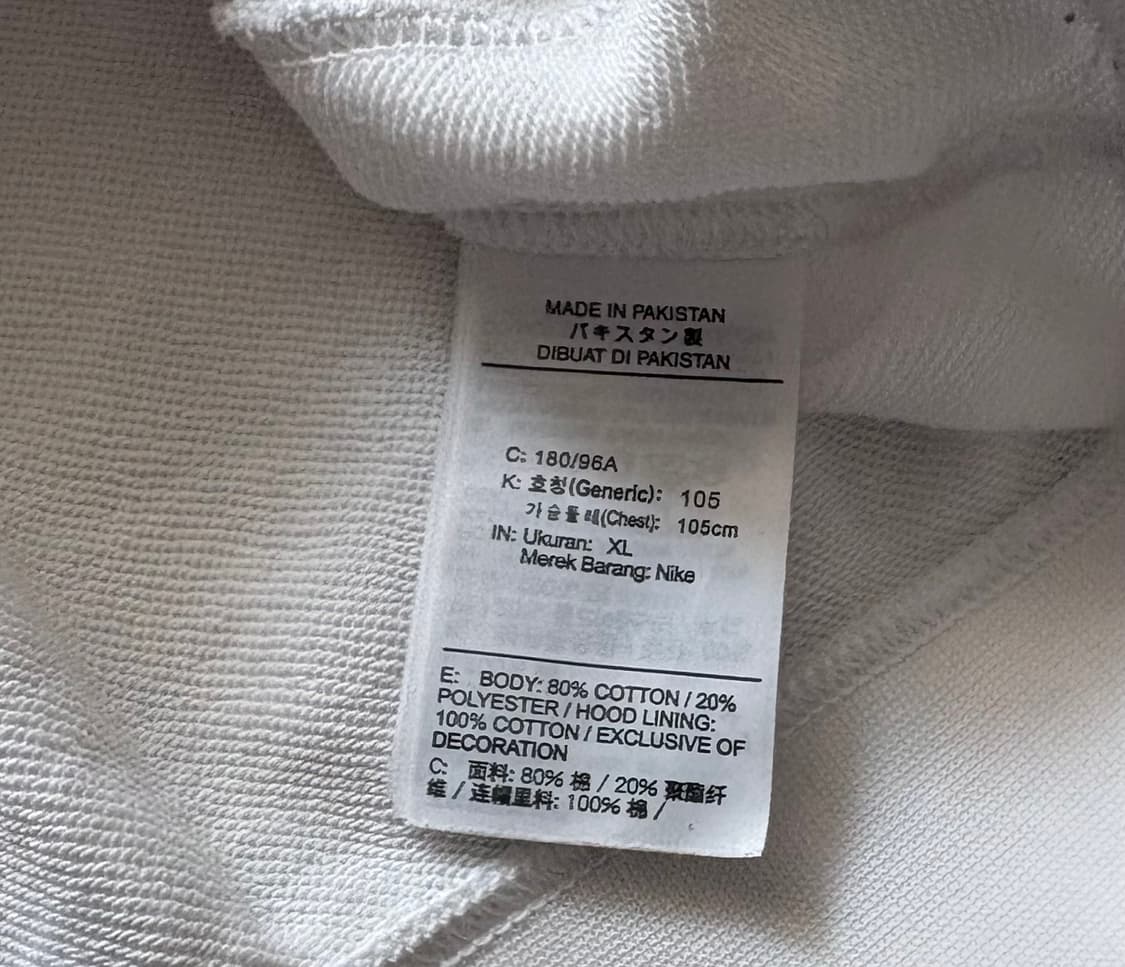 MADE IN PAKISTAN
パキスタン製
DIBUAT DI PAKISTAN
C: 180/96A
K: 호칭(Generic): 105
가슴둘레(Chest): 105cm
IN: Ukuran: XL
Merek Barang: Nike
E: BODY: 80% COTTON / 20%
POLYESTER / HOOD LINING:
100% COTTON / EXCLUSIVE OF
DECORATION
C: 面料: 80% 棉 / 20% 聚酯纤
维 / 连帽里料: 100% 棉 /